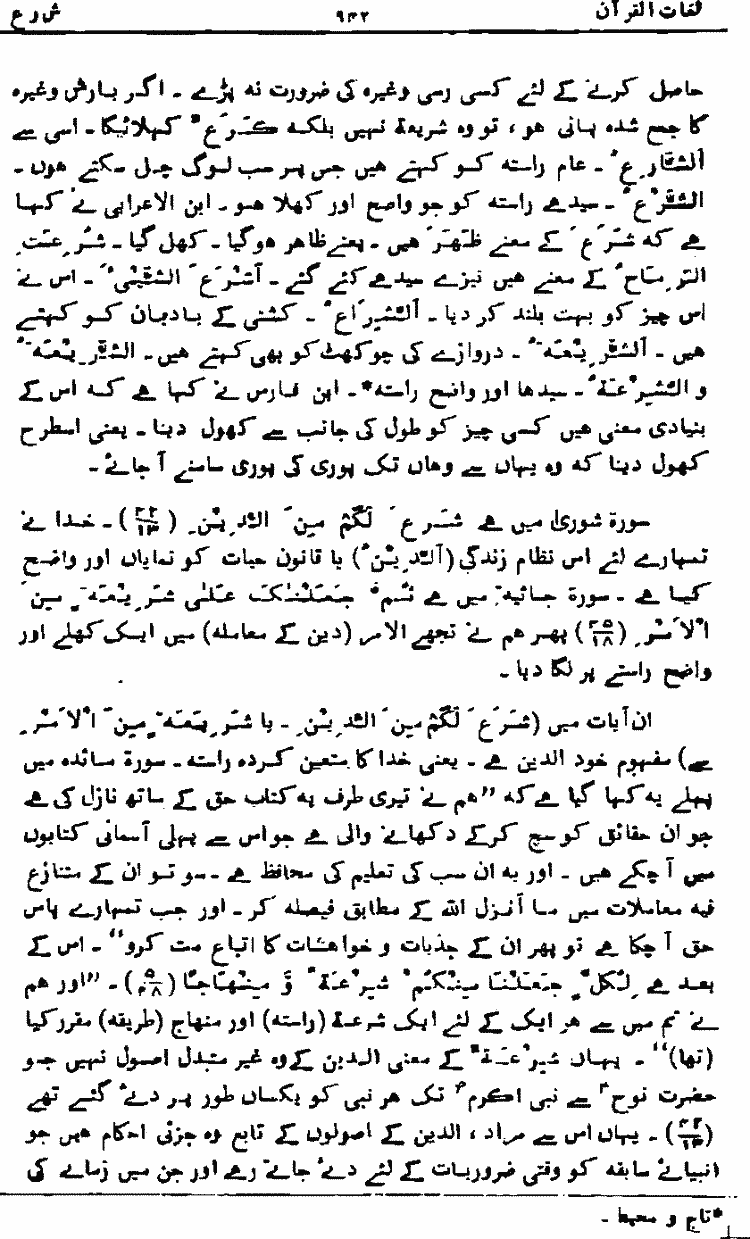 لغات القرآن ۹۴۲ ش ر ع
حاصل کرنے کے لئے کسی رسی وغیرہ کی ضرورت نہ پڑے ۔ اگر بارش وغیرہ
کا جمع شدہ پانی ہو ، تو وہ شریعة نہیں بلکہ کَرَعٌ کہلائیگا ۔ اسی سے
اَلشَّارِعُ ۔ عام راستہ کو کہتے ہیں جس پر سب لوگ چل سکتے ہوں ۔
اَلشَّرْعُ ۔ سیدھے راستہ کو جو واضح اور کھلا ہو ۔ ابن الاعرابی نے کہا
ہے کہ شَرَعَ کے معنے ظَہَرَ ہیں ۔ یعنے ظاہر ہوگیا ۔ کھل گیا ۔ شُرِعَتِ
الرِّمَاحُ کے معنے ہیں نیزے سیدھے کئے گئے ۔ اَشْرَعَ الشَّیْئَ ۔ اس نے
اس چیز کو بہت بلند کر دیا ۔ اَلشِّرَاعُ ۔ کشتی کے بادبان کو کہتے
ہیں ۔ اَلشَّرِیْعَةُ ۔ دروازے کی چوکھٹ کو بھی کہتے ہیں ۔ الشَّرِیْعَةُ
و الشِّرْعَةُ ۔ سیدھا اور واضح راستہ* ۔ ابن فارس نے کہا ہے کہ اس کے
بنیادی معنی ہیں کسی چیز کو طول کی جانب سے کھول دینا ۔ یعنی اسطرح
کھول دینا کہ وہ یہاں سے وہاں تک پوری کی پوری سامنے آ جائے ۔
سورۃ شوریٰ میں ہے شَرَعَ لَکُمْ مِنَ الدِّیْنِ (۴۲/۱۳) ۔ خدا نے
تمہارے لئے اس نظام زندگی (اَلدِّیْنُ) یا قانون حیات کو نمایاں اور واضح
کیا ہے ۔ سورۃ جاثیہ میں ہے ثُمَّ جَعَلْنٰکَ عَلٰی شَرِیْعَةٍ مِنَ
الْاَمْرِ (۴۵/۱۸) پھر ہم نے تجھے الامر (دین کے معاملہ) میں ایک کھلے اور
واضح راستے پر لگا دیا ۔
ان آیات میں (شَرَعَ لَکُمْ مِنَ الدِّیْنِ ۔ یا شَرِیْعَةٍ مِنَ الْاَمْرِ
سے) مفہوم خود الدین ہے ۔ یعنی خدا کا متعین کردہ راستہ ۔ سورۃ مائدہ میں
پہلے یہ کہا گیا ہے کہ ”ہم نے تیری طرف یہ کتاب حق کے ساتھ نازل کی ہے
جو ان حقائق کو سچ کرکے دکھانے والی ہے جو اس سے پہلی آسمانی کتابوں
میں آ چکے ہیں ۔ اور یہ ان سب کی تعلیم کی محافظ ہے ۔ سو تو ان کے متنازع
فیہ معاملات میں ما اَنزل اللہ کے مطابق فیصلہ کر ۔ اور جب تمہارے پاس
حق آ چکا ہے تو پھر ان کے جذبات و خواہشات کا اتباع مت کرو“ ۔ اس کے
بعد ہے لِکُلٍّ جَعَلْنَا مِنْکُمْ شِرْعَةً وَّ مِنْهَاجًا (۵/۴۸) ۔ ”اور ہم
نے تم میں سے ہر ایک کے لئے ایک شرعة (راستہ) اور منہاج (طریقہ) مقرر کیا
(تھا)“ ۔ یہاں شِرْعَةٌ کے معنی الدین کے وہ غیر متبدل اصول نہیں جو
حضرت نوحؑ سے نبی اکرمؐ تک ہر نبی کو یکساں طور پر دئے گئے تھے
(۴۲/۱۳) ۔ یہاں اس سے مراد ، الدین کے اصولوں کے تابع وہ جزئی احکام ہیں جو
انبیائے سابقہ کو وقتی ضروریات کے لئے دئے جاتے رہے اور جن میں زمانے کی
*تاج و محیط ۔